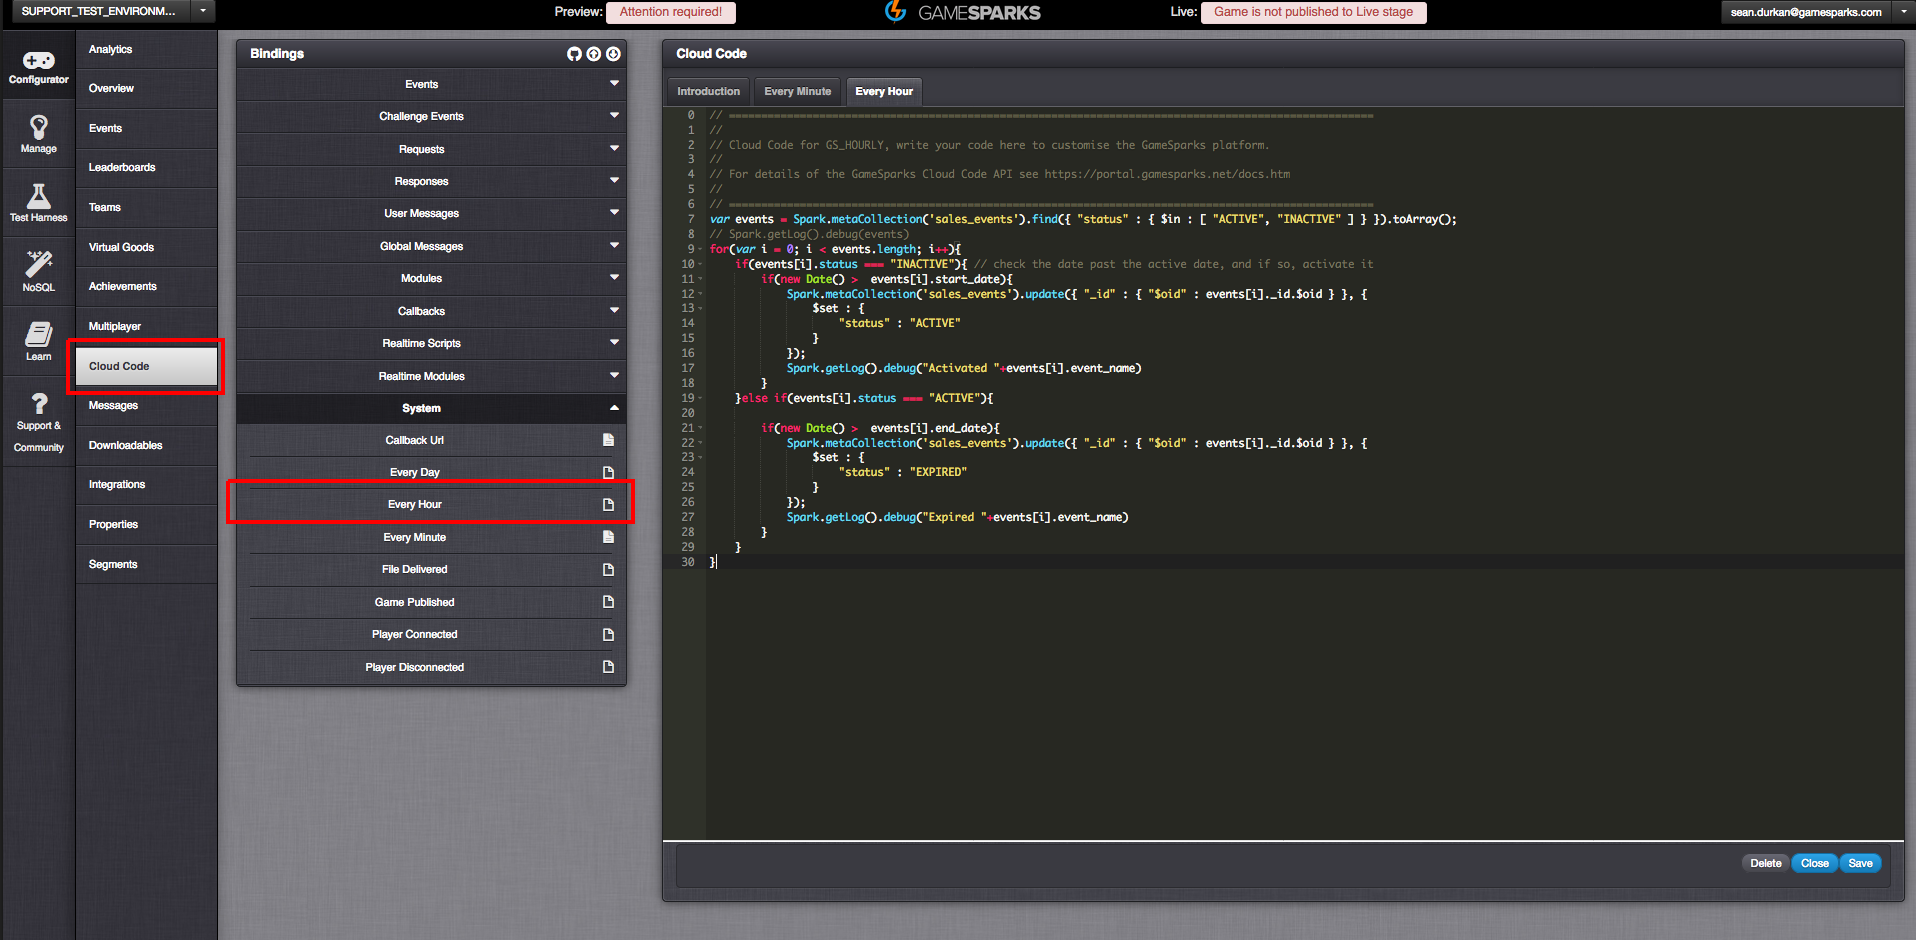 SUPPORT_TEST_ENVIRONM...
Preview: Attention required!
GAMESPARKS
Live: Game is not published to Live stage
sean.durkan@gamesparks.com
Configurator
Manage
Test Harness
NoSQL
Learn
Support &
Community
Analytics
Overview
Events
Leaderboards
Teams
Virtual Goods
Achievements
Multiplayer
Cloud Code
Messages
Downloadables
Integrations
Properties
Segments
Bindings
Events
Challenge Events
Requests
Responses
User Messages
Global Messages
Modules
Callbacks
Realtime Scripts
Realtime Modules
System
Callback Url
Every Day
Every Hour
Every Minute
File Delivered
Game Published
Player Connected
Player Disconnected
Cloud Code
Introduction Every Minute Every Hour
0 // ====================================================================================================
1 //
2 // Cloud Code for GS_HOURLY, write your code here to customise the GameSparks platform.
3 //
4 // For details of the GameSparks Cloud Code API see https://portal.gamesparks.net/docs.htm
5 //
6 // ====================================================================================================
7 var events = Spark.metaCollection('sales_events').find({ "status" : { $in : [ "ACTIVE", "INACTIVE" ] } }).toArray();
8 // Spark.getLog().debug(events)
9 for(var i = 0; i < events.length; i++){
10 if(events[i].status === "INACTIVE"){ // check the date past the active date, and if so, activate it
11 if(new Date() > events[i].start_date){
12 Spark.metaCollection('sales_events').update({ "_id" : { "$oid" : events[i]._id.$oid } }, {
13 $set : {
14 "status" : "ACTIVE"
15 }
16 });
17 Spark.getLog().debug("Activated "+events[i].event_name)
18 }
19 }else if(events[i].status === "ACTIVE"){
20
21 if(new Date() > events[i].end_date){
22 Spark.metaCollection('sales_events').update({ "_id" : { "$oid" : events[i]._id.$oid } }, {
23 $set : {
24 "status" : "EXPIRED"
25 }
26 });
27 Spark.getLog().debug("Expired "+events[i].event_name)
28 }
29 }
30 }
Delete Close Save